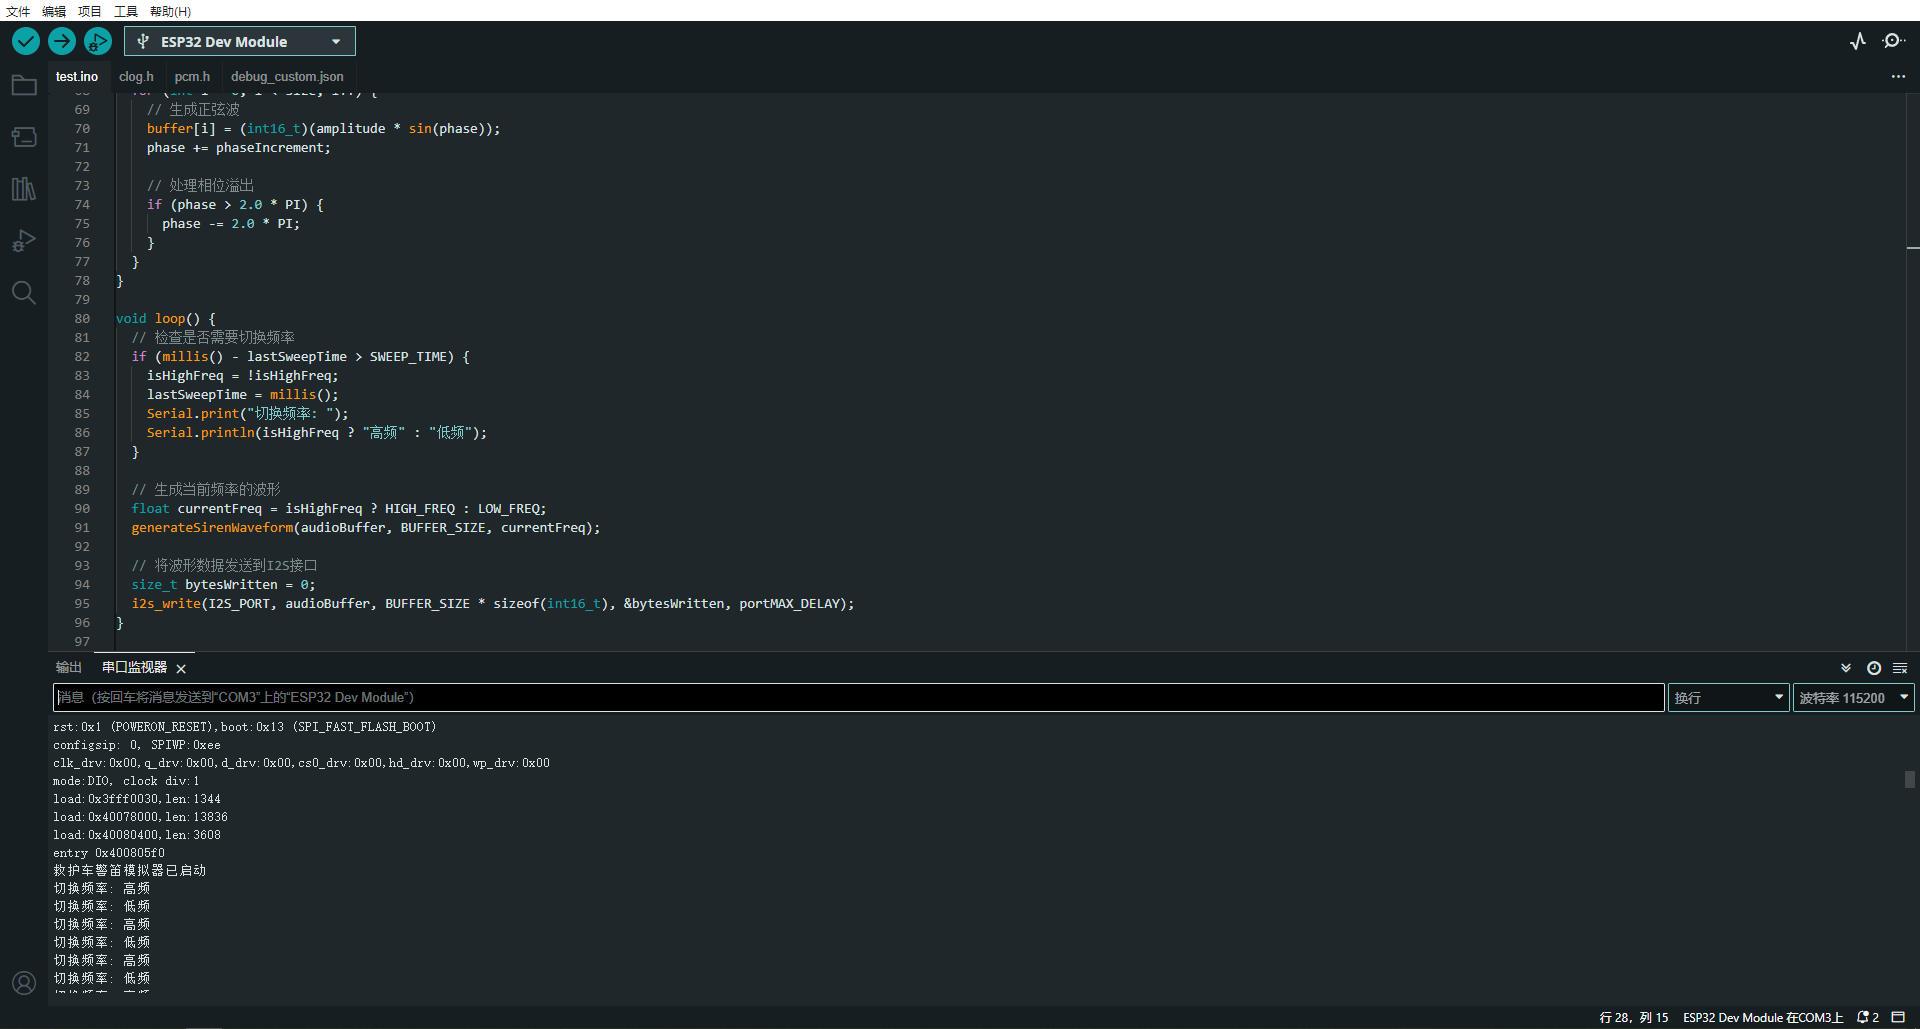 文件 编辑 项目 工具 帮助(H)
ESP32 Dev Module
test.ino clog.h pcm.h debug_custom.json
69 // 生成正弦波
70 buffer[i] = (int16_t)(amplitude * sin(phase));
71 phase += phaseIncrement;
72
73 // 处理相位溢出
74 if (phase > 2.0 * PI) {
75 phase -= 2.0 * PI;
76 }
77 }
78 }
79
80 void loop() {
81 // 检查是否需要切换频率
82 if (millis() - lastSweepTime > SWEEP_TIME) {
83 isHighFreq = !isHighFreq;
84 lastSweepTime = millis();
85 Serial.print("切换频率: ");
86 Serial.println(isHighFreq ? "高频" : "低频");
87 }
88
89 // 生成当前频率的波形
90 float currentFreq = isHighFreq ? HIGH_FREQ : LOW_FREQ;
91 generateSirenWaveform(audioBuffer, BUFFER_SIZE, currentFreq);
92
93 // 将波形数据发送到I2S接口
94 size_t bytesWritten = 0;
95 i2s_write(I2S_PORT, audioBuffer, BUFFER_SIZE * sizeof(int16_t), &bytesWritten, portMAX_DELAY);
96 }
97
输出 串口监视器
消息（按回车将消息发送到“COM3”上的“ESP32 Dev Module”） 换行 波特率 115200
rst:0x1 (POWERON_RESET),boot:0x13 (SPI_FAST_FLASH_BOOT)
configsip: 0, SPIWP:0xee
clk_drv:0x00,q_drv:0x00,d_drv:0x00,cs0_drv:0x00,hd_drv:0x00,wp_drv:0x00
mode:DIO, clock div:1
load:0x3fff0030,len:1344
load:0x40078000,len:13836
load:0x40080400,len:3608
entry 0x400805f0
救护车警笛模拟器已启动
切换频率: 高频
切换频率: 低频
切换频率: 高频
切换频率: 低频
切换频率: 高频
切换频率: 低频
行 28，列 15 ESP32 Dev Module 在COM3上 2